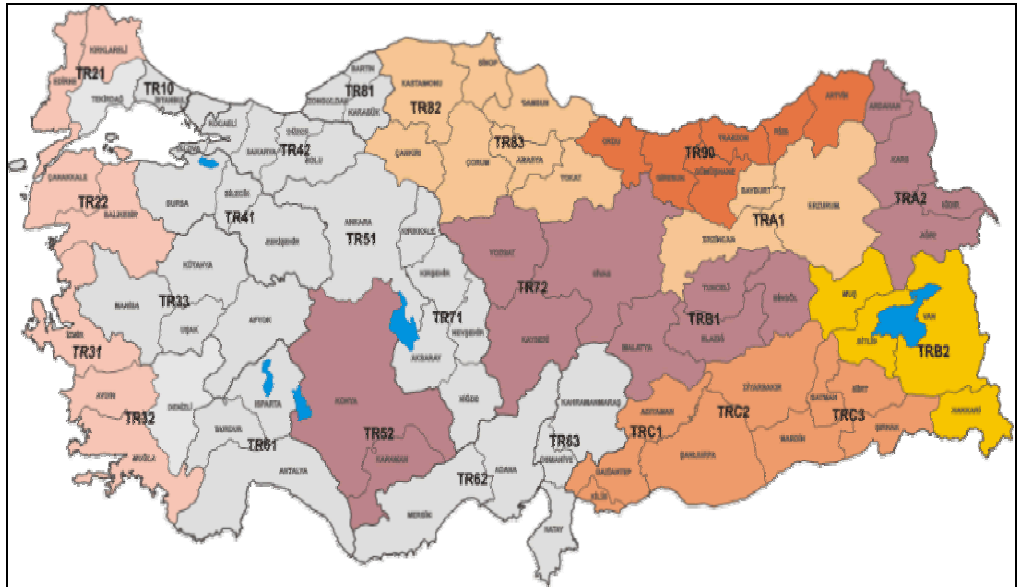 KIRKLARELİ
EDİRNE
TR21
TEKİRDAĞ
TR10
İSTANBUL
BARTIN
TR81
ZONGULDAK
KARABÜK
KASTAMONU
SİNOP
TR82
SAMSUN
ÇANKIRI
ÇORUM
TR83
AMASYA
TOKAT
ORDU
GİRESUN
TR90
TRABZON
GÜMÜŞHANE
RİZE
ARTVİN
ARDAHAN
KARS
TRA2
IĞDIR
AĞRI
BAYBURT
ERZURUM
TRA1
ERZİNCAN
KOCAELİ
SAKARYA
DÜZCE
TR42
BOLU
YALOVA
ÇANAKKALE
TR22
BALIKESİR
BURSA
BİLECİK
TR41
ESKİŞEHİR
ANKARA
TR51
KIRIKKALE
KIRŞEHİR
YOZGAT
SİVAS
TR72
KAYSERİ
TUNCELİ
BİNGÖL
TRB1
ELAZIĞ
MALATYA
MUŞ
BİTLİS
VAN
TRB2
HAKKARİ
KÜTAHYA
MANİSA
TR33
UŞAK
AFYON
İZMİR
TR31
AYDIN
TR32
MUĞLA
DENİZLİ
ISPARTA
BURDUR
TR61
ANTALYA
KONYA
TR52
KARAMAN
TR71
NEVŞEHİR
AKSARAY
NİĞDE
TR62
MERSİN
ADANA
KAHRAMANMARAŞ
TR63
OSMANİYE
HATAY
ADIYAMAN
TRC1
GAZİANTEP
KİLİS
ŞANLIURFA
DİYARBAKIR
TRC2
MARDİN
BATMAN
SİİRT
TRC3
ŞIRNAK